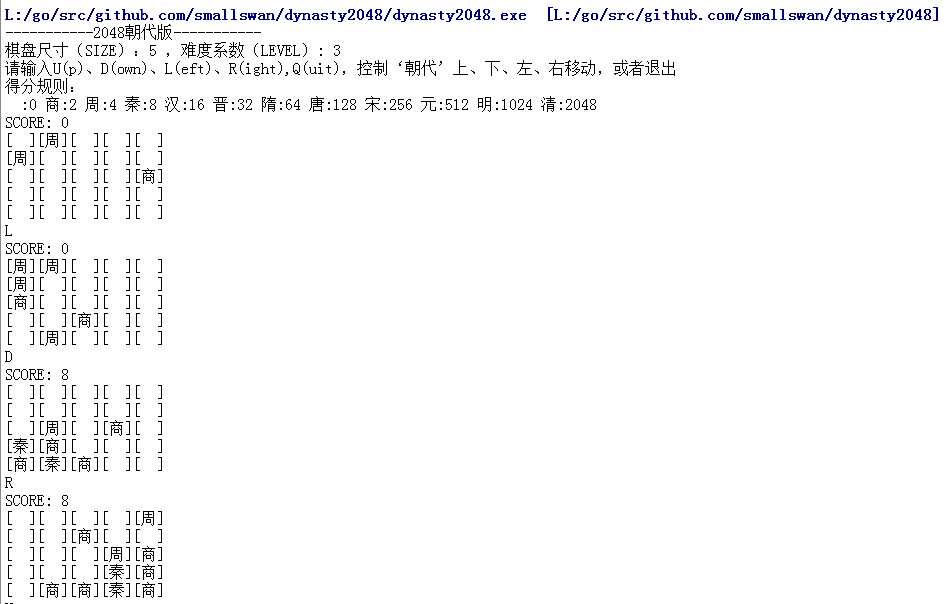 L:/go/src/github.com/smallswan/dynasty2048/dynasty2048.exe  [L:/go/src/github.com/smallswan/dynasty2048]
-----------2048朝代版-----------
棋盘尺寸(SIZE)：5 ，难度系数(LEVEL)：3
请输入U(p)、D(own)、L(eft)、R(ight),Q(uit)，控制‘朝代’上、下、左、右移动，或者退出
得分规则：
  :0 商:2 周:4 秦:8 汉:16 晋:32 隋:64 唐:128 宋:256 元:512 明:1024 清:2048
SCORE: 0
[  ][周][  ][  ][  ]
[周][  ][  ][  ][  ]
[  ][  ][  ][  ][商]
[  ][  ][  ][  ][  ]
[  ][  ][  ][  ][  ]
L
SCORE: 0
[周][周][  ][  ][  ]
[周][  ][  ][  ][  ]
[商][  ][  ][  ][  ]
[  ][  ][商][  ][  ]
[  ][周][  ][  ][  ]
D
SCORE: 8
[  ][  ][  ][  ][  ]
[  ][  ][  ][  ][  ]
[  ][周][  ][商][  ]
[秦][商][  ][  ][  ]
[商][秦][商][  ][  ]
R
SCORE: 8
[  ][  ][  ][  ][周]
[  ][  ][商][  ][  ]
[  ][  ][  ][周][商]
[  ][  ][  ][秦][商]
[  ][商][商][秦][商]